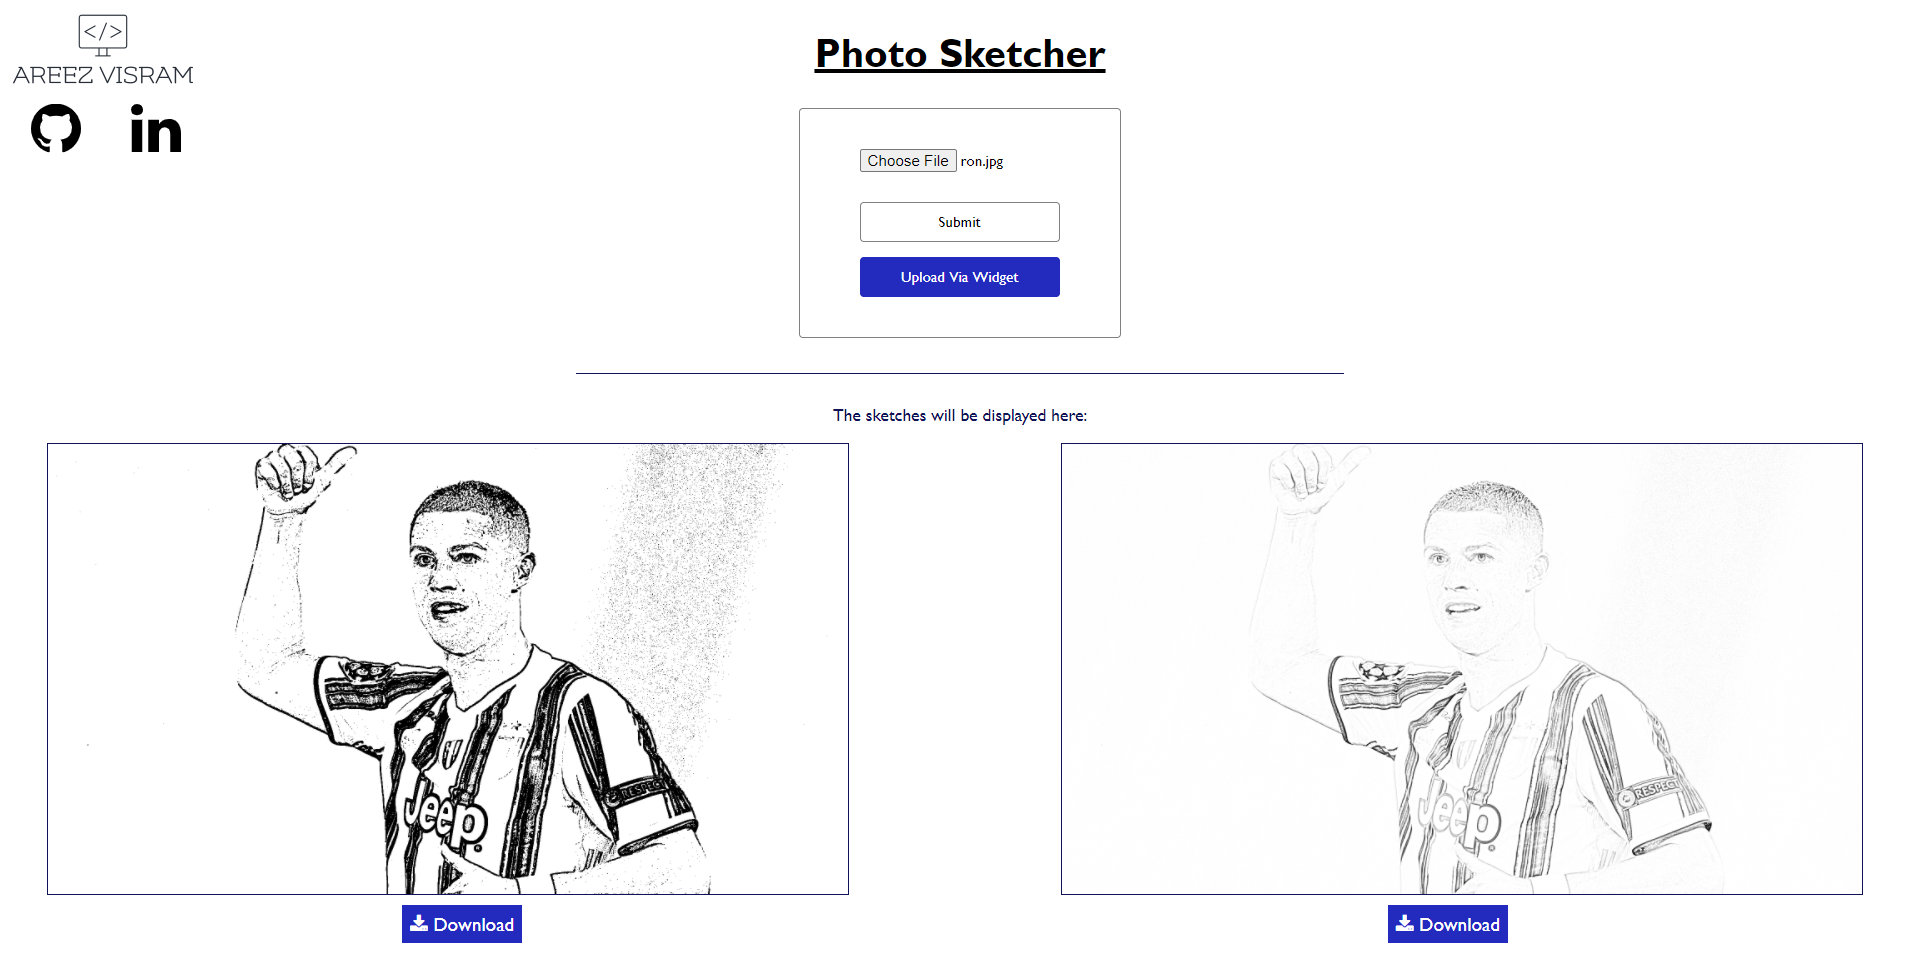 </>
AREEZ VISRAM
in
Photo Sketcher
Choose File ron.jpg
Submit
Upload Via Widget
The sketches will be displayed here:
Jeep
RESPECT
Jeep
RESPECT
Download
Download